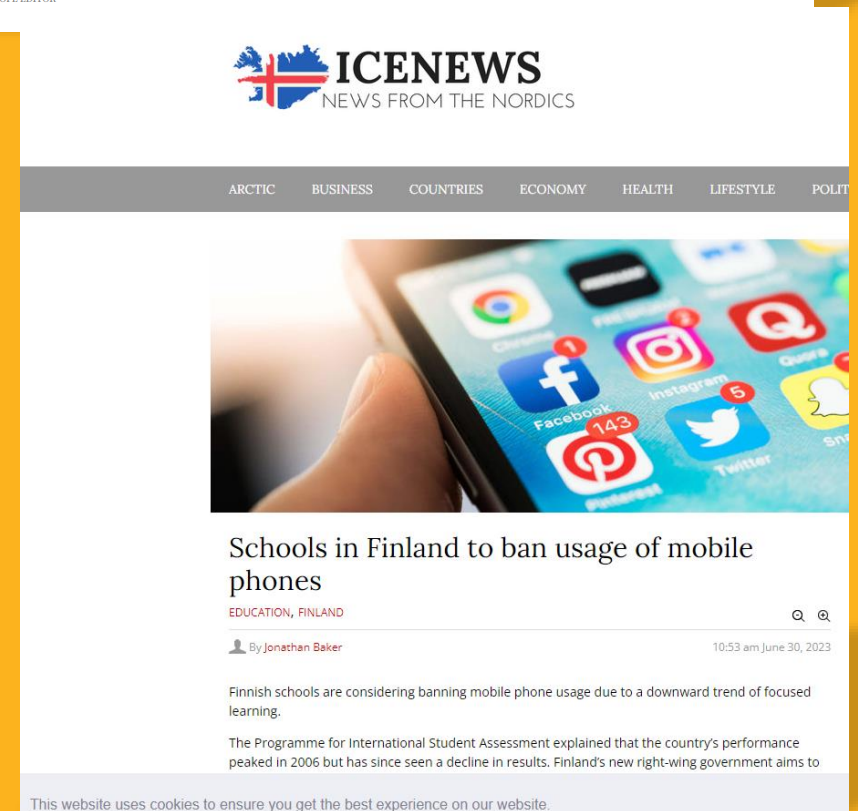 ICENEWS
NEWS FROM THE NORDICS
ARCTIC BUSINESS COUNTRIES ECONOMY HEALTH LIFESTYLE POLIT
Chrome
Quora
1
2
Facebook
Instagram
5
143
Twitter
Sna
Pinterest
Schools in Finland to ban usage of mobile
phones
EDUCATION, FINLAND
By Jonathan Baker 10:53 am June 30, 2023
Finnish schools are considering banning mobile phone usage due to a downward trend of focused
learning.
The Programme for International Student Assessment explained that the country's performance
peaked in 2006 but has since seen a decline in results. Finland's new right-wing government aims to
This website uses cookies to ensure you get the best experience on our website.